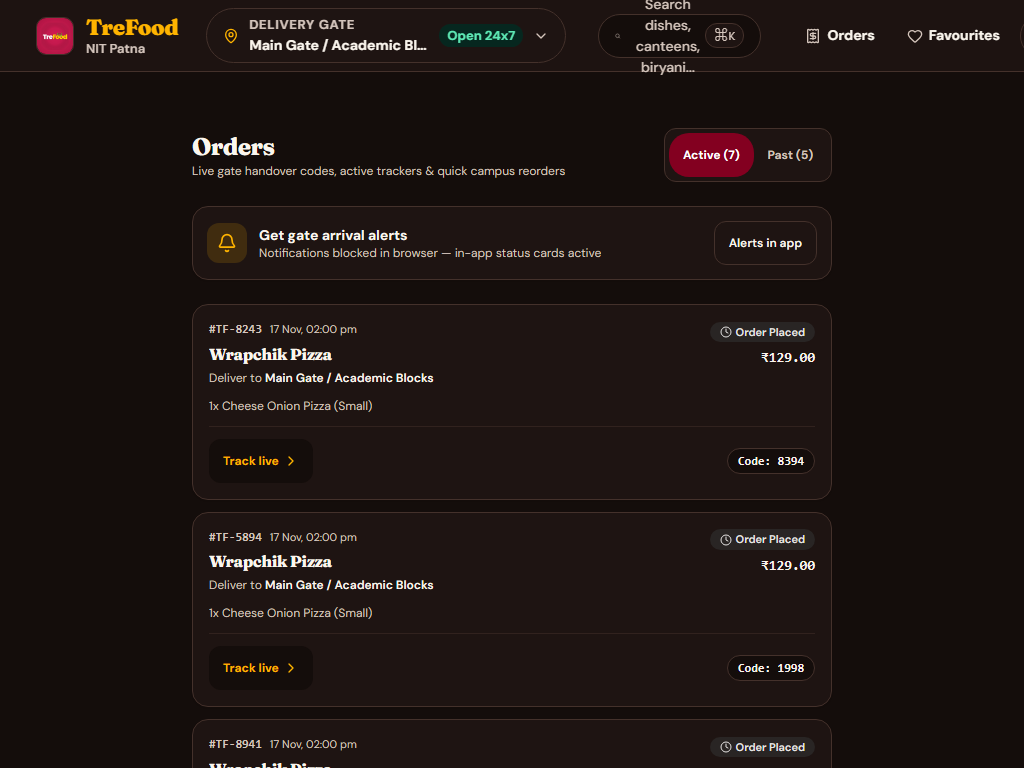 TreFood
TreFood
NIT Patna
DELIVERY GATE
Main Gate / Academic Bl...
Open 24x7
Search
dishes,
canteens,
biryani...
⌘K
Orders
Favourites
Orders
Live gate handover codes, active trackers & quick campus reorders
Active (7)
Past (5)
Get gate arrival alerts
Notifications blocked in browser — in-app status cards active
Alerts in app
#TF-8243 17 Nov, 02:00 pm
Order Placed
Wrapchik Pizza
₹129.00
Deliver to Main Gate / Academic Blocks
1x Cheese Onion Pizza (Small)
Track live
Code: 8394
#TF-5894 17 Nov, 02:00 pm
Order Placed
Wrapchik Pizza
₹129.00
Deliver to Main Gate / Academic Blocks
1x Cheese Onion Pizza (Small)
Track live
Code: 1998
#TF-8941 17 Nov, 02:00 pm
Order Placed
Wrapchik Pizza